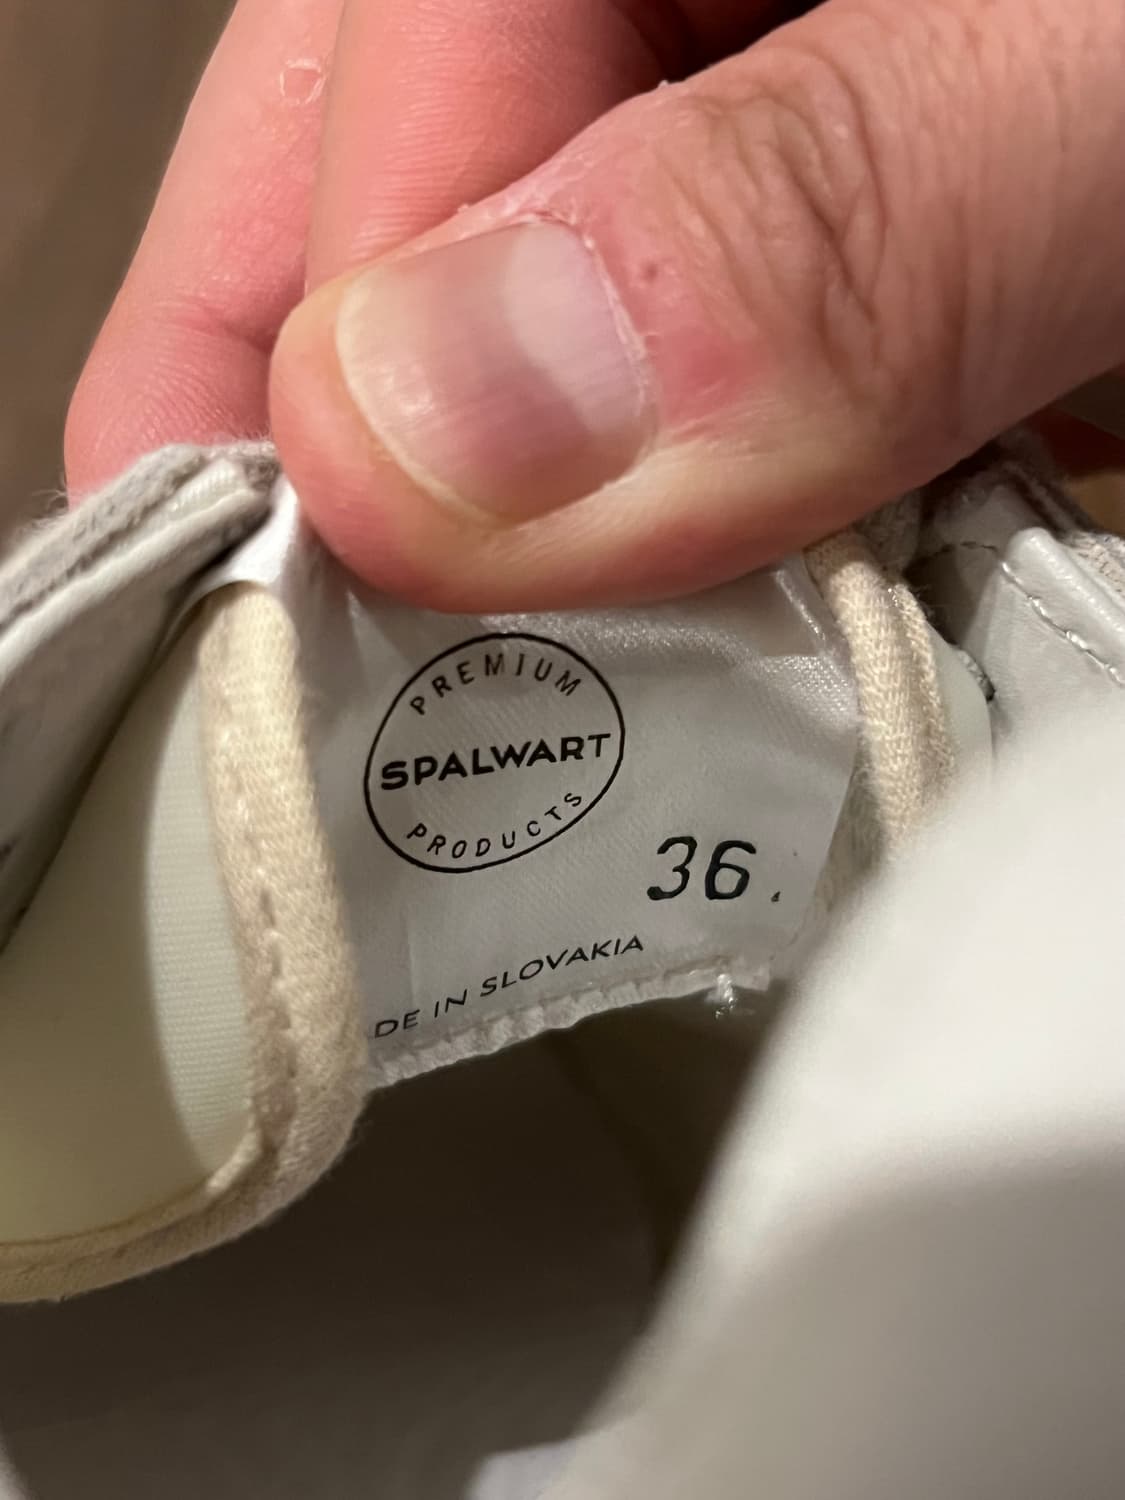 PREMIUM
SPALWART
PRODUCTS
36.
DE IN SLOVAKIA